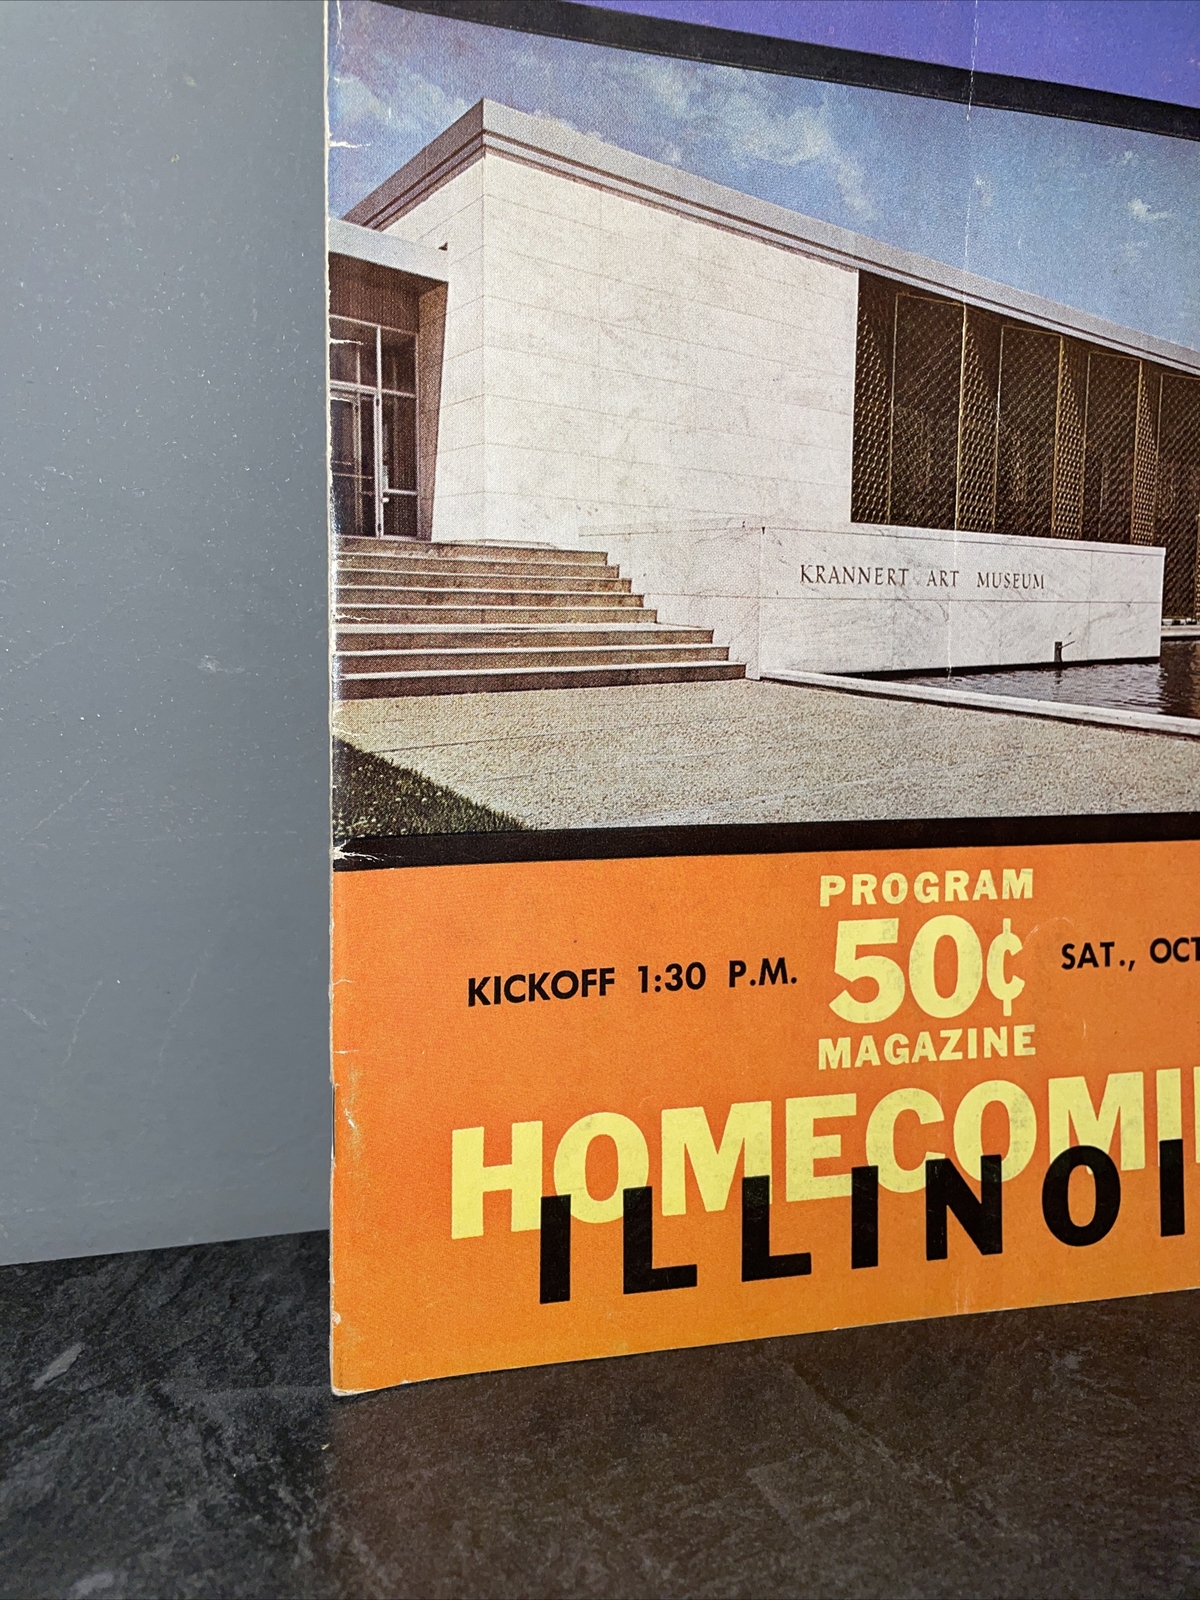 KRANNERT ART MUSEUM
PROGRAM
50¢
KICKOFF 1:30 P.M.
SAT., OCT
MAGAZINE
HOMECOMI
ILLINOI